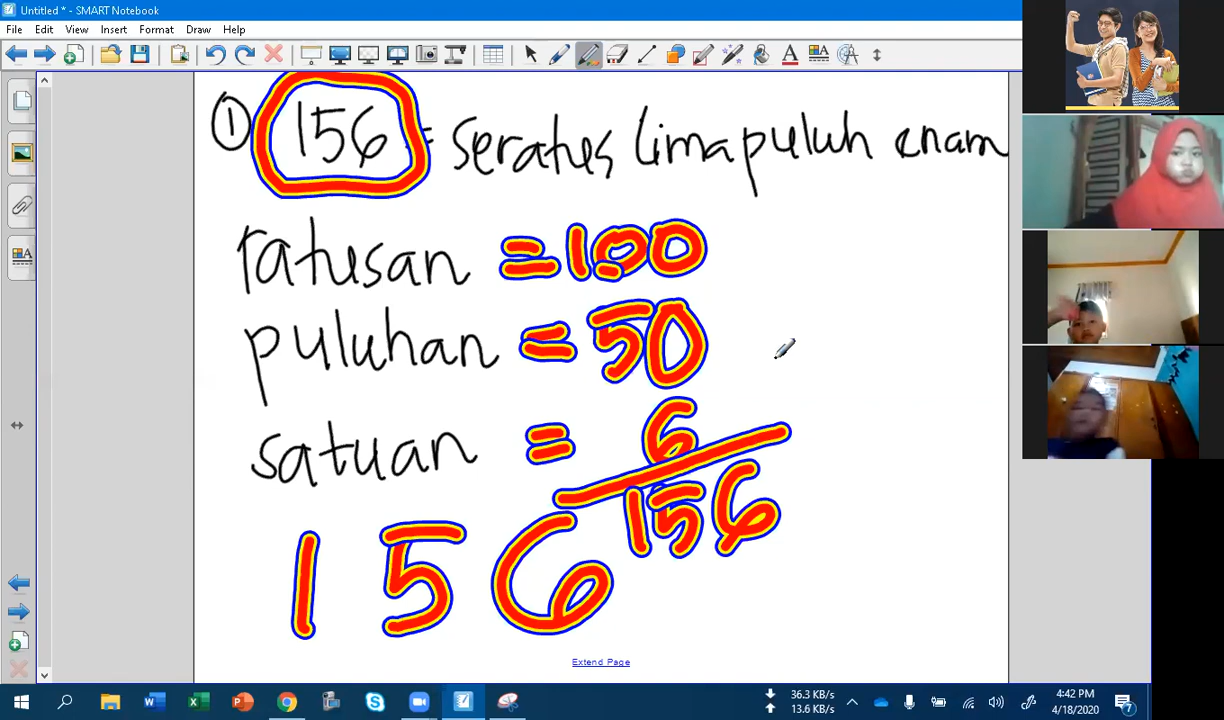 Untitled * - SMART Notebook
File Edit View Insert Format Draw Help
① 156 = seratus limapuluh enam
ratusan = 100
puluhan = 50
satuan = 6
156
1 5 6
Extend Page
36.3 KB/s
13.6 KB/s
4:42 PM
4/18/2020
7